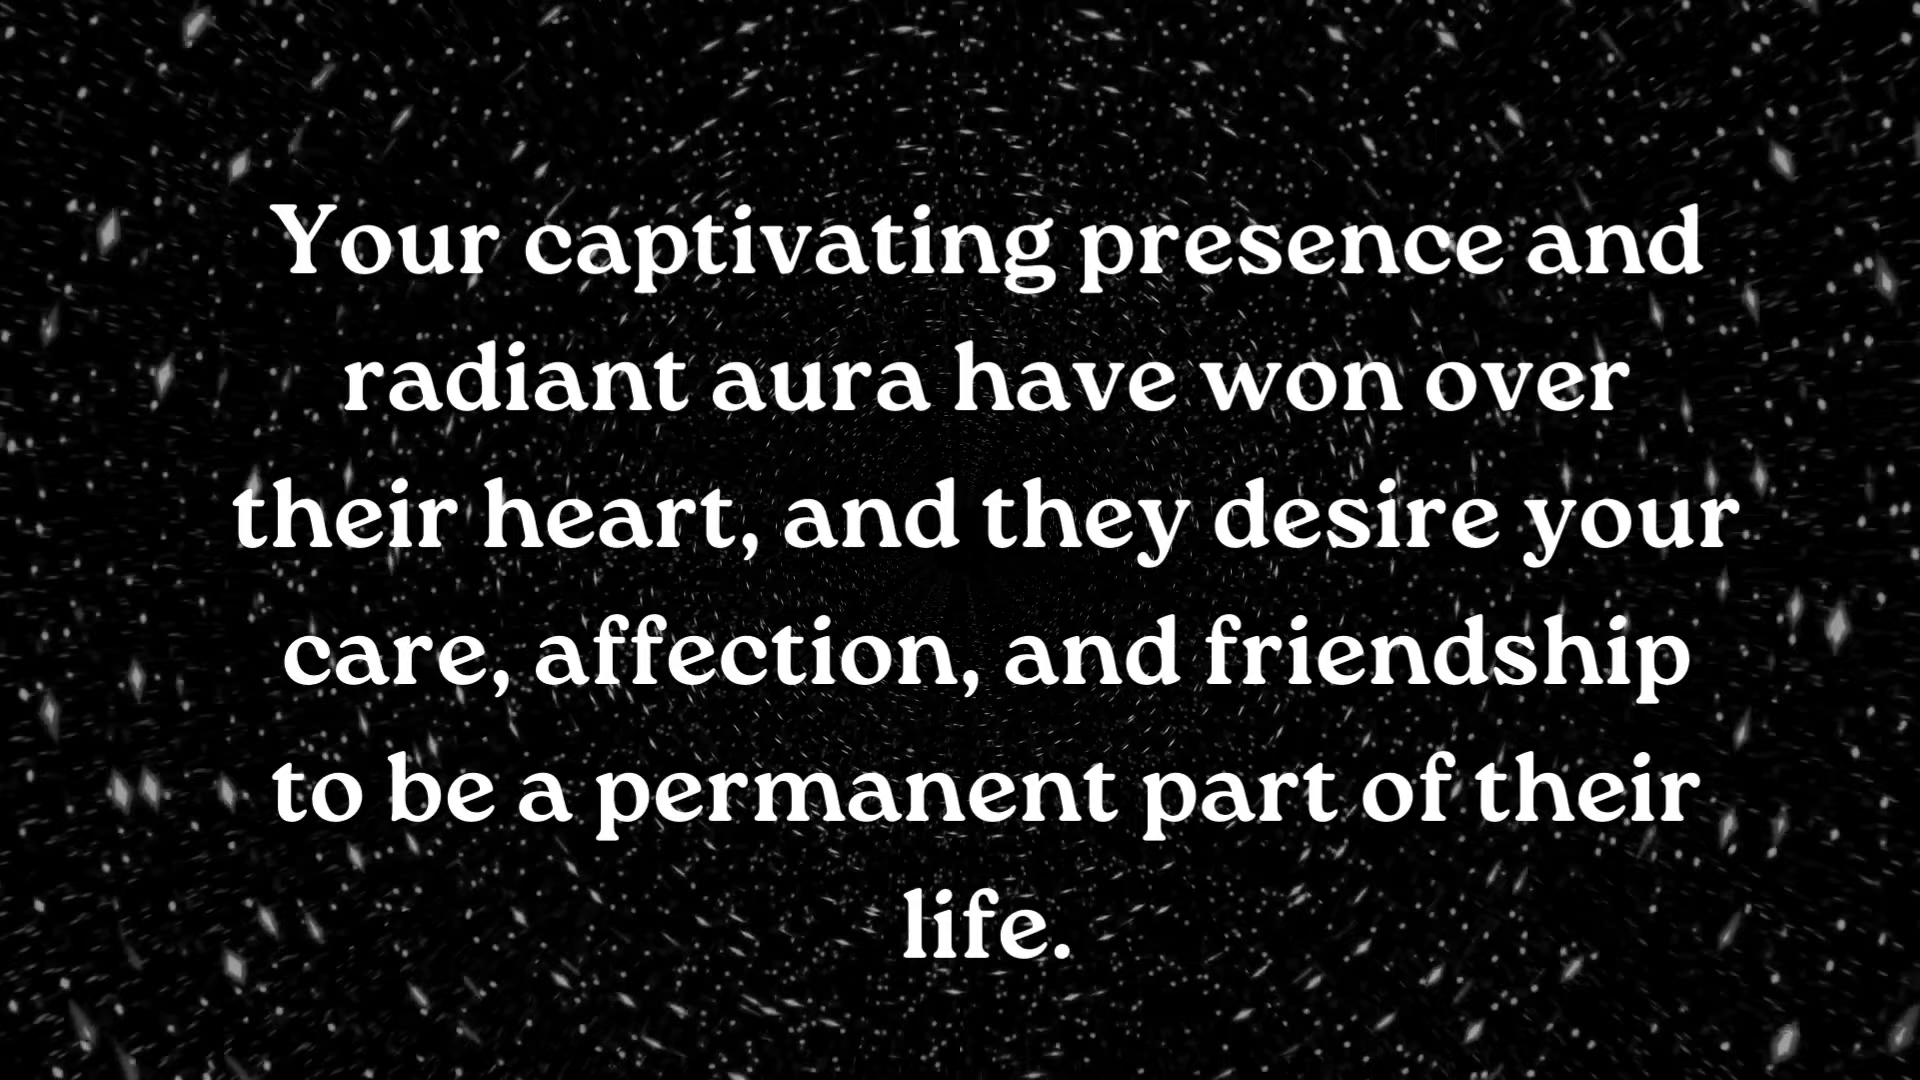 Your captivating presence and
radiant aura have won over
their heart, and they desire your
care, affection, and friendship
to be a permanent part of their
life.